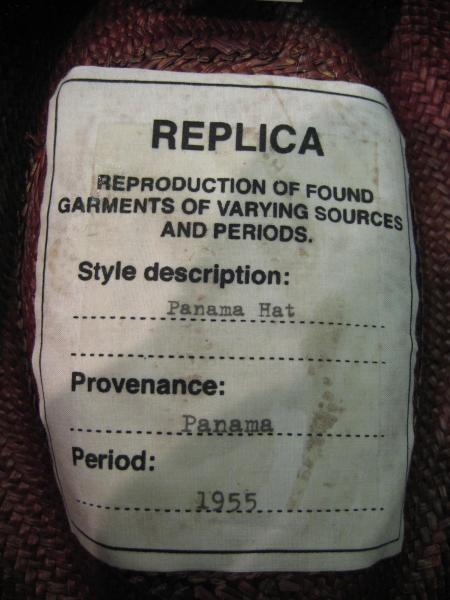 REPLICA
REPRODUCTION OF FOUND
GARMENTS OF VARYING SOURCES
AND PERIODS.
Style description:
Panama Hat
Provenance:
Panama
Period:
1955